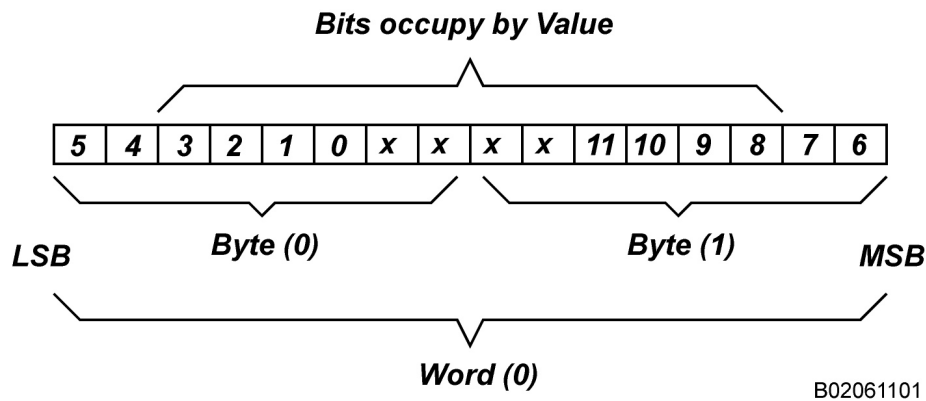 Bits occupy by Value
5 4 3 2 1 0 x x x x 11 10 9 8 7 6
Byte (0) Byte (1)
LSB MSB
Word (0)
B02061101